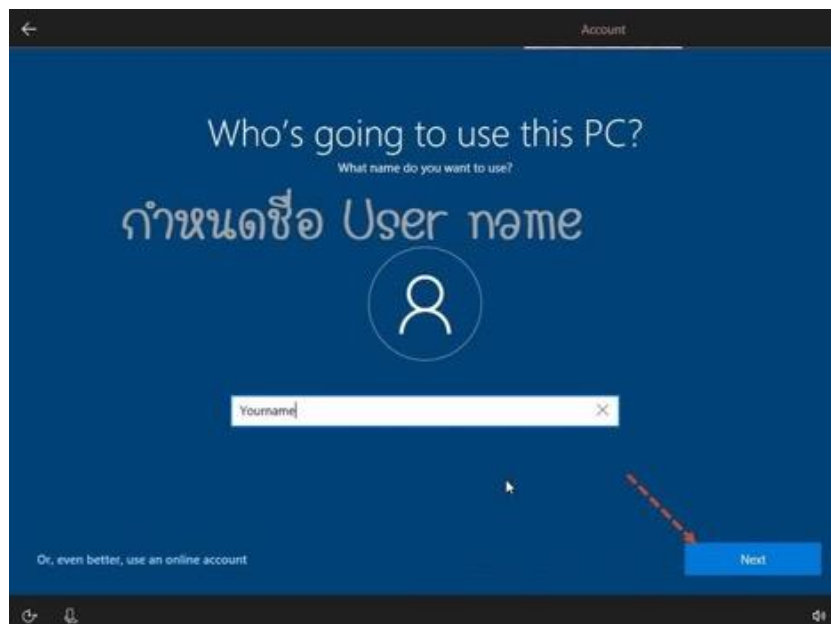 Account
Who's going to use this PC?
What name do you want to use?
กำหนดชื่อ User name
Yourname
Or, even better, use an online account
Next